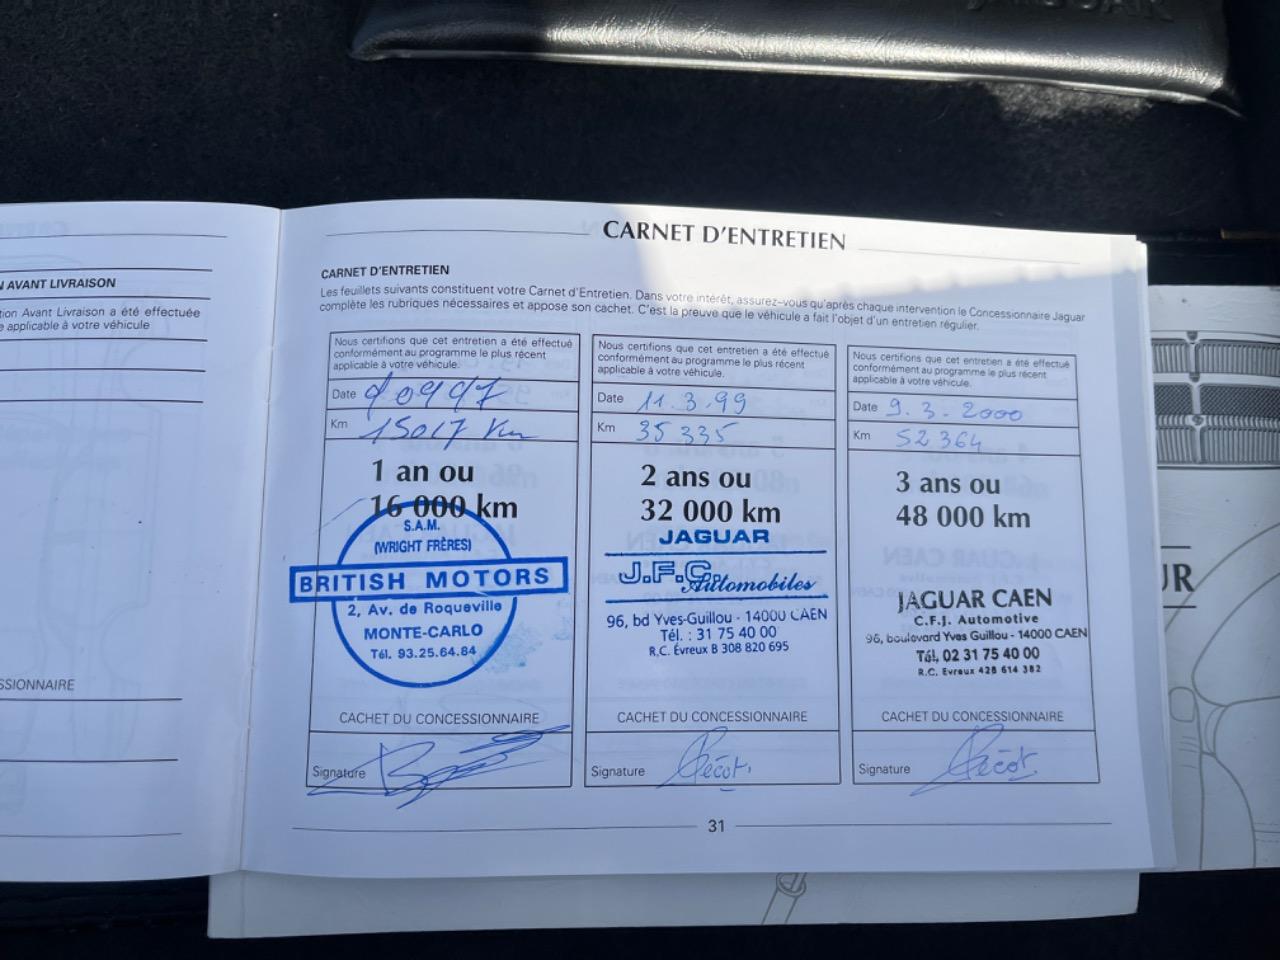 JAGUAR
CARNET D'ENTRETIEN
N AVANT LIVRAISON
tion Avant Livraison a été effectuée
e applicable à votre véhicule
SSIONNAIRE
CARNET D'ENTRETIEN
Les feuillets suivants constituent votre Carnet d'Entretien. Dans votre intérêt, assurez-vous qu'après chaque intervention le Concessionnaire Jaguar
complète les rubriques nécessaires et appose son cachet. C'est la preuve que le véhicule a fait l'objet d'un entretien régulier.
Nous certifions que cet entretien a été effectué
conformément au programme le plus récent
applicable à votre véhicule.
Date
Km 15017 Km
1 an ou
16 000 km
S.A.M.
(WRIGHT FRÈRES)
BRITISH MOTORS
2, Av. de Roqueville
MONTE-CARLO
Tél. 93.25.64.84
CACHET DU CONCESSIONNAIRE
Signature
Nous certifions que cet entretien a été effectué
conformément au programme le plus récent
applicable à votre véhicule.
Date 11.3.99
Km 35 335
2 ans ou
32 000 km
JAGUAR
J.F.C. Automobiles
96, bd Yves-Guillou - 14000 CAEN
Tél. : 31 75 40 00
R.C. Évreux B 308 820 695
CACHET DU CONCESSIONNAIRE
Signature
Nous certifions que cet entretien a été effectué
conformément au programme le plus récent
applicable à votre véhicule.
Date 9.3.2000
Km 52 364
3 ans ou
48 000 km
JAGUAR CAEN
C.F.J. Automotive
96, boulevard Yves Guillou - 14000 CAEN
Tél. 02 31 75 40 00
R.C. Evreux 428 614 382
CACHET DU CONCESSIONNAIRE
Signature
31
UR